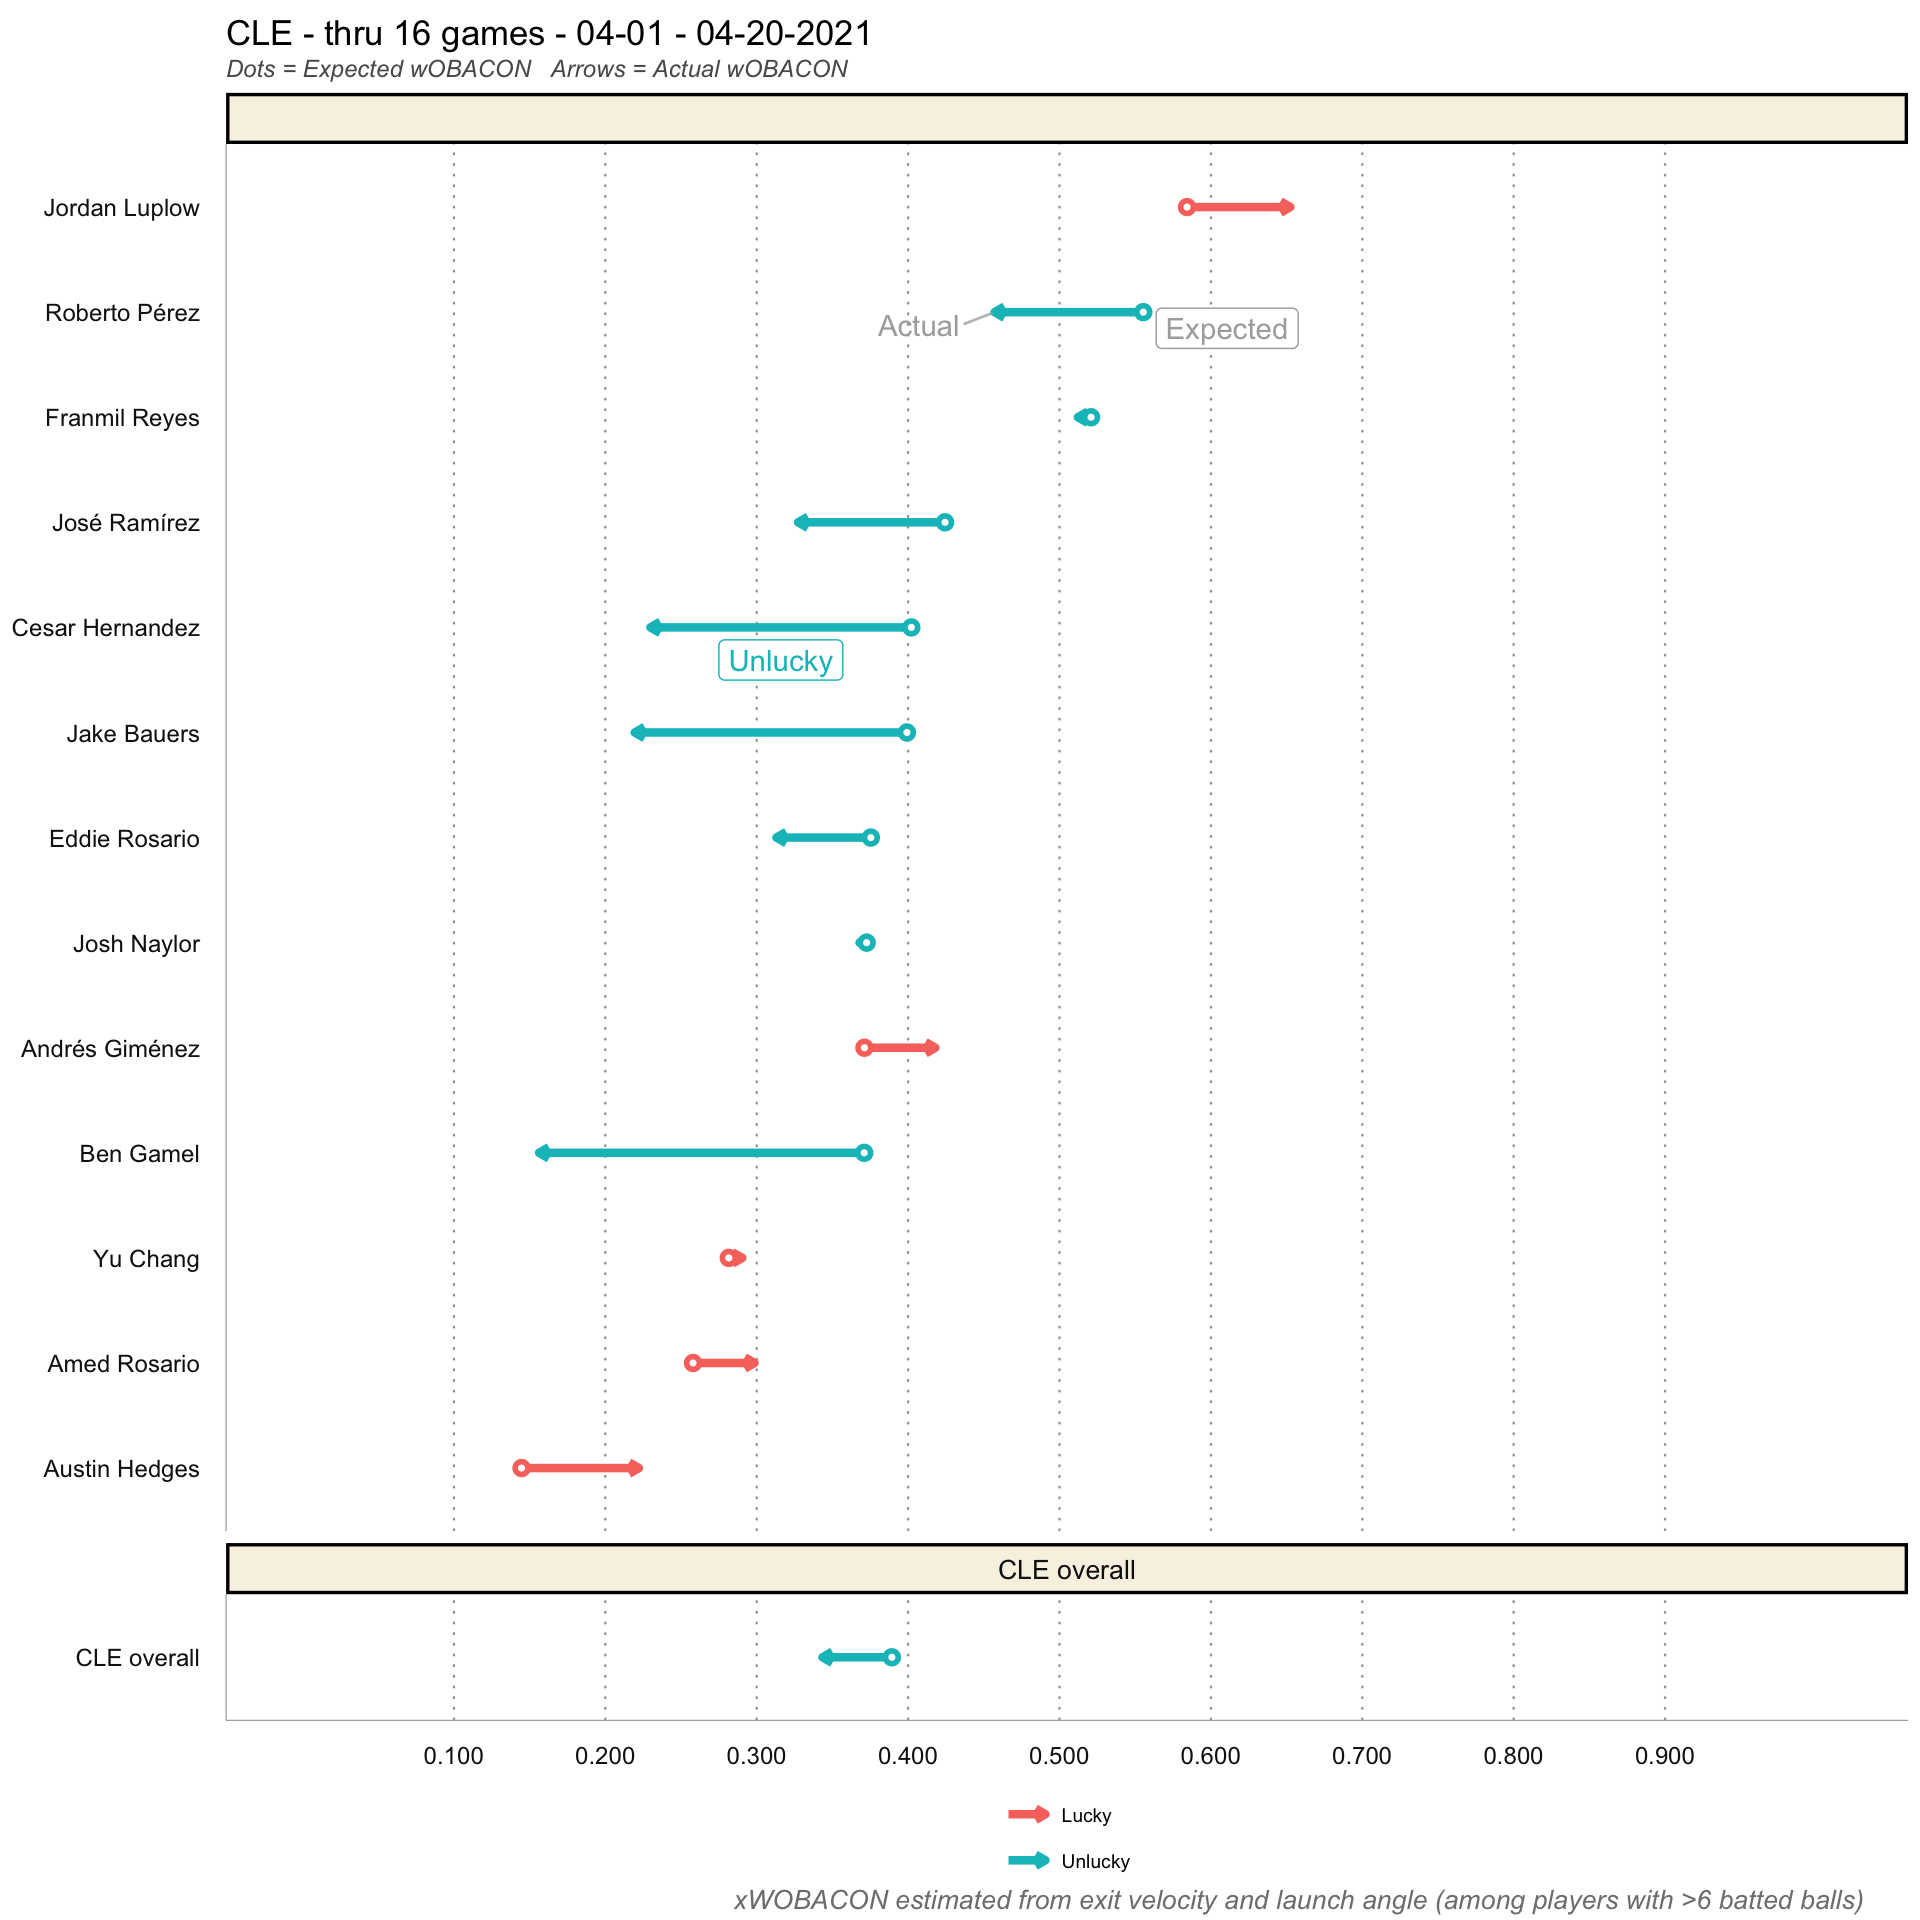 CLE - thru 16 games - 04-01 - 04-20-2021
Dots = Expected wOBACON   Arrows = Actual wOBACON
Jordan Luplow
Roberto Pérez
Actual
Expected
Franmil Reyes
José Ramírez
Cesar Hernandez
Unlucky
Jake Bauers
Eddie Rosario
Josh Naylor
Andrés Giménez
Ben Gamel
Yu Chang
Amed Rosario
Austin Hedges
CLE overall
CLE overall
0.100 0.200 0.300 0.400 0.500 0.600 0.700 0.800 0.900
Lucky
Unlucky
xWOBACON estimated from exit velocity and launch angle (among players with >6 batted balls)